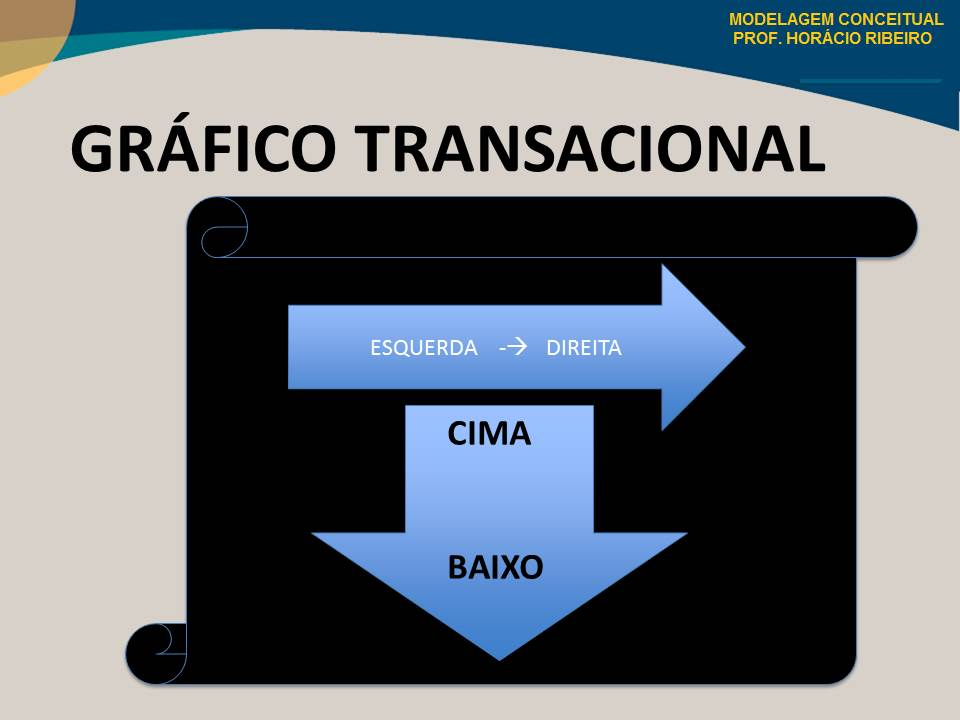 MODELAGEM CONCEITUAL
PROF. HORÁCIO RIBEIRO
GRÁFICO TRANSACIONAL
ESQUERDA -→ DIREITA
CIMA
BAIXO